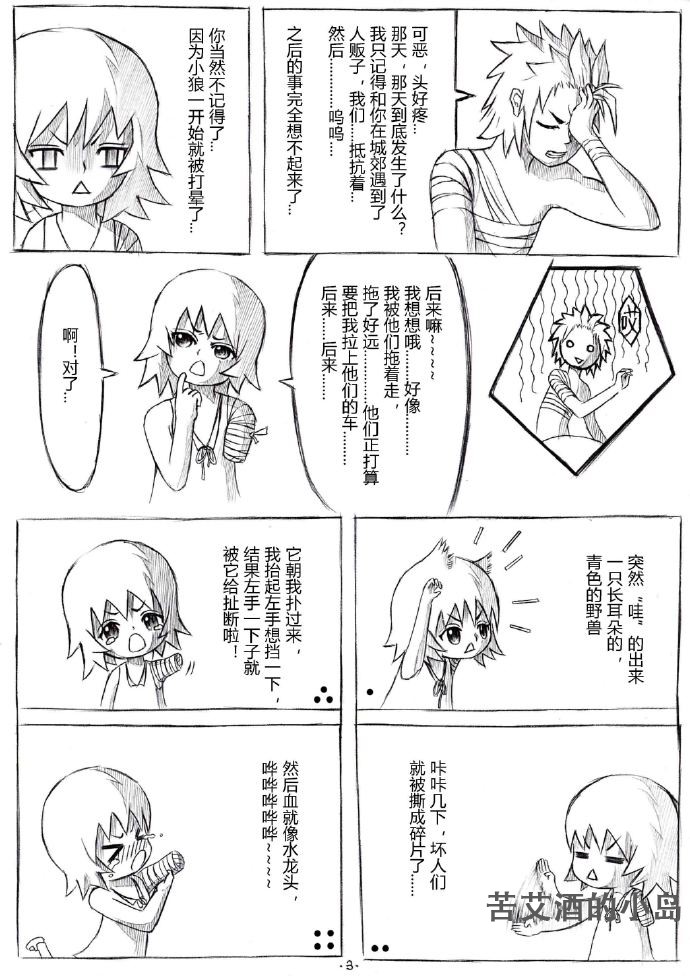 可恶,头好疼…
那天,那天到底发生了什么?
我只记得和你在城郊遇到了
人贩子,我们……抵抗着
然后…………呜呜……
之后的事完全想不起来了…
你当然不记得了…
因为小狼一开始就被打晕了…
哎
后来嘛~~~~
我想想哦……好像
我被他们拖着走,
拖了好远…………他们正打算
要把我拉上他们的车……
后来……后来……
啊!对了…
突然“哇”的出来
一只长耳朵的,
青色的野兽
咔咔几下,坏人们
就被撕成碎片了……
它朝我扑过来,
我抬起左手想挡一下,
结果左手一下子就
被它给扯断啦!
然后血就像水龙头,
哗哗哗哗哗~~~~
苦艾酒的小岛
-3-